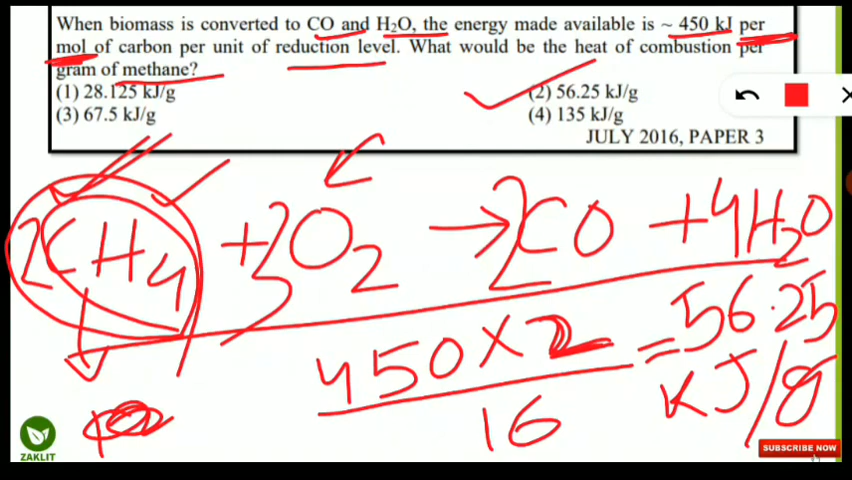 When biomass is converted to CO and H₂O, the energy made available is ~ 450 kJ per
mol of carbon per unit of reduction level. What would be the heat of combustion per
gram of methane?
(1) 28.125 kJ/g (2) 56.25 kJ/g
(3) 67.5 kJ/g (4) 135 kJ/g
JULY 2016, PAPER 3
2CH4 + 3O2 → 2CO + 4H2O
450 × 2 = 56.25
16 KJ/g
ZAKLIT
SUBSCRIBE NOW